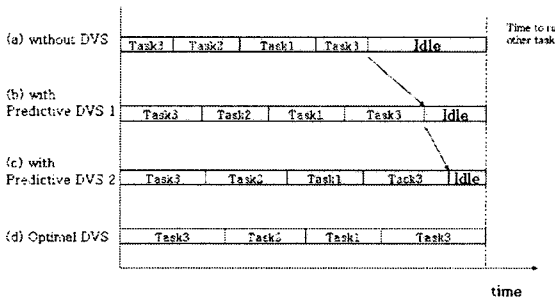 (a) without DVS
Task3 Task2 Task1 Task3 Idle
Time to ru
other task
(b) with
Predictive DVS 1
Task3 Task2 Task1 Task3 Idle
(c) with
Predictive DVS 2
Task3 Task2 Task1 Task3 Idle
(d) Optimel DVS
Task3 Task2 Task1 Task3
time